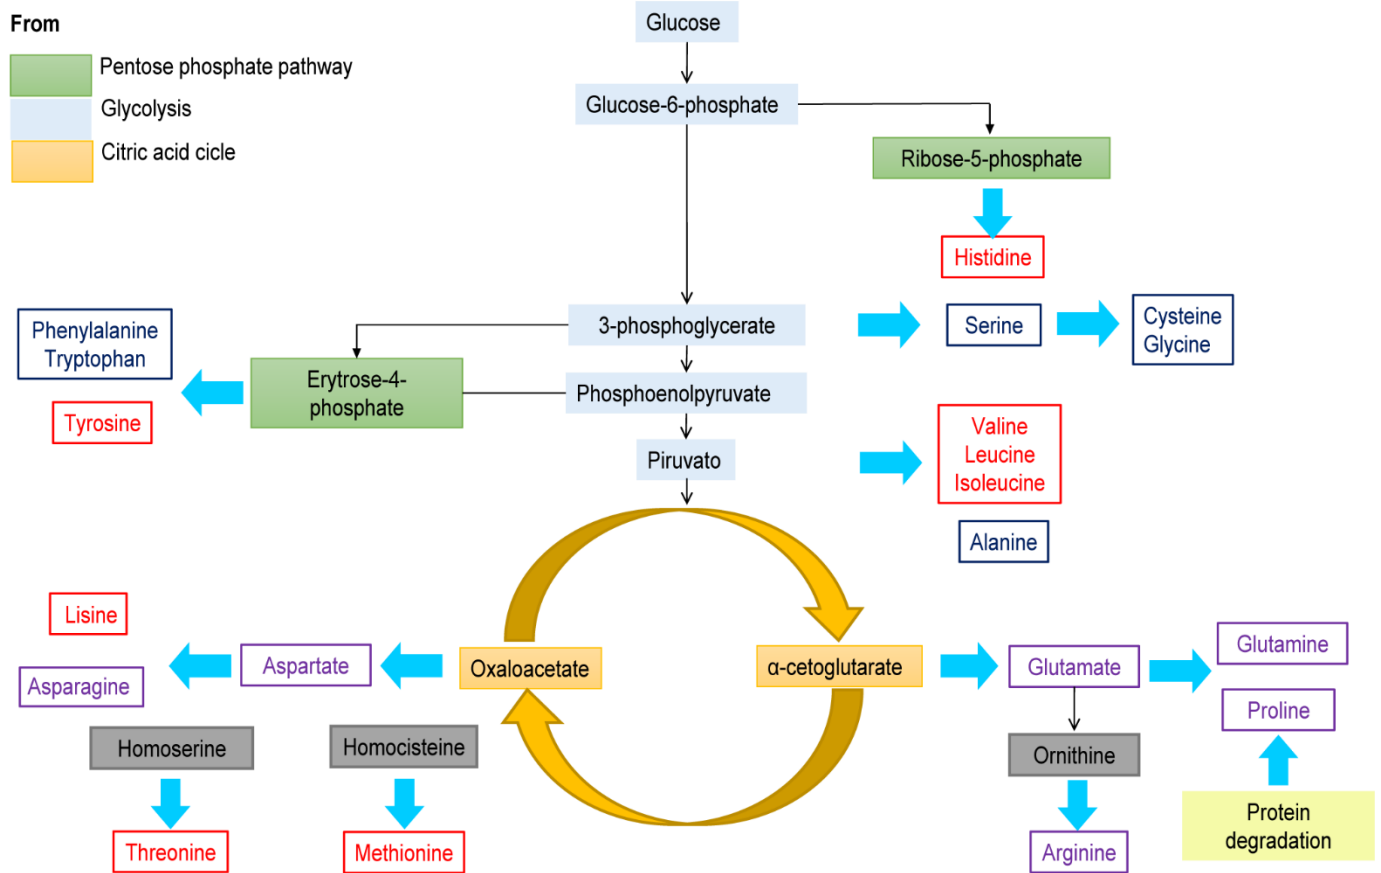 From
Pentose phosphate pathway
Glycolysis
Citric acid cicle
Glucose
Glucose-6-phosphate
Ribose-5-phosphate
Histidine
3-phosphoglycerate
Serine
Cysteine
Glycine
Phenylalanine
Tryptophan
Tyrosine
Erytrose-4-
phosphate
Phosphoenolpyruvate
Piruvato
Valine
Leucine
Isoleucine
Alanine
Lisine
Asparagine
Aspartate
Oxaloacetate
α-cetoglutarate
Glutamate
Glutamine
Proline
Homoserine
Homocisteine
Ornithine
Protein
degradation
Threonine
Methionine
Arginine